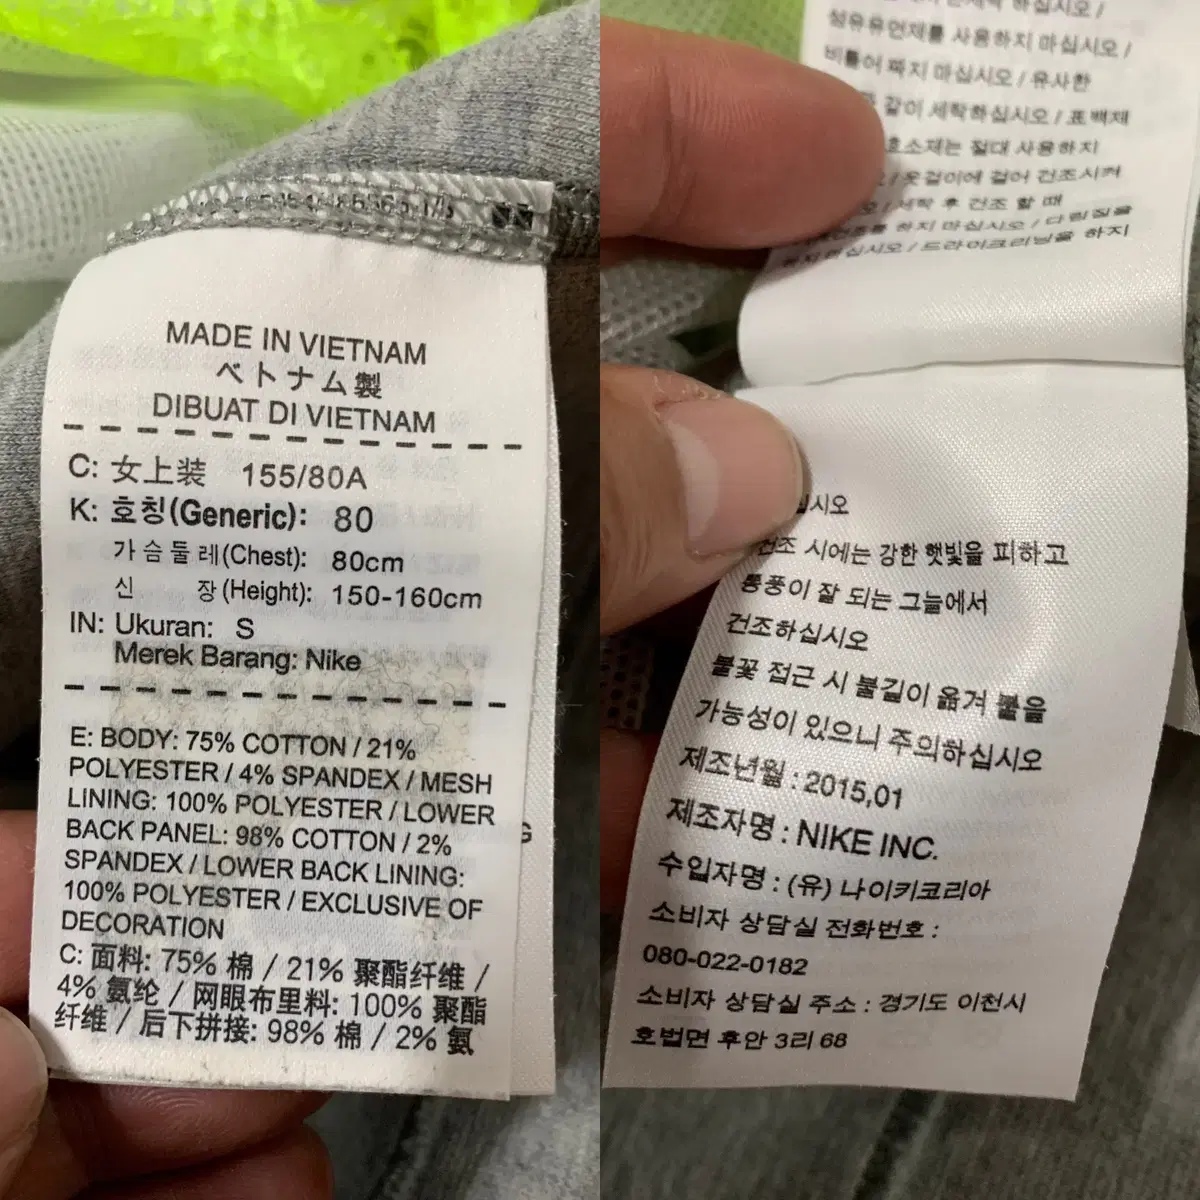 MADE IN VIETNAM
ベトナム製
DIBUAT DI VIETNAM
C: 女上装 155/80A
K: 호칭(Generic): 80
가슴둘레(Chest): 80cm
신 장(Height): 150-160cm
IN: Ukuran: S
Merek Barang: Nike
E: BODY: 75% COTTON / 21%
POLYESTER / 4% SPANDEX / MESH
LINING: 100% POLYESTER / LOWER
BACK PANEL: 98% COTTON / 2%
SPANDEX / LOWER BACK LINING:
100% POLYESTER / EXCLUSIVE OF
DECORATION
C: 面料: 75% 棉 / 21% 聚酯纤维 /
4% 氨纶 / 网眼布里料: 100% 聚酯
纤维 / 后下拼接: 98% 棉 / 2% 氨
하십시오 /
섬유유연제를 사용하지 마십시오 /
비틀어 짜지 마십시오 / 유사한
같이 세탁하십시오 / 표백제
효소제는 절대 사용하지
/ 옷걸이에 걸어 건조시켜
/ 세탁 후 건조 할 때
하지 마십시오 / 다림질을
하지 마십시오 / 드라이크리닝을 하지
십시오
건조 시에는 강한 햇빛을 피하고
통풍이 잘 되는 그늘에서
건조하십시오
불꽃 접근 시 불길이 옮겨 붙을
가능성이 있으니 주의하십시오
제조년월 : 2015,01
제조자명 : NIKE INC.
수입자명 : (유) 나이키코리아
소비자 상담실 전화번호 :
080-022-0182
소비자 상담실 주소 : 경기도 이천시
호법면 후안 3리 68